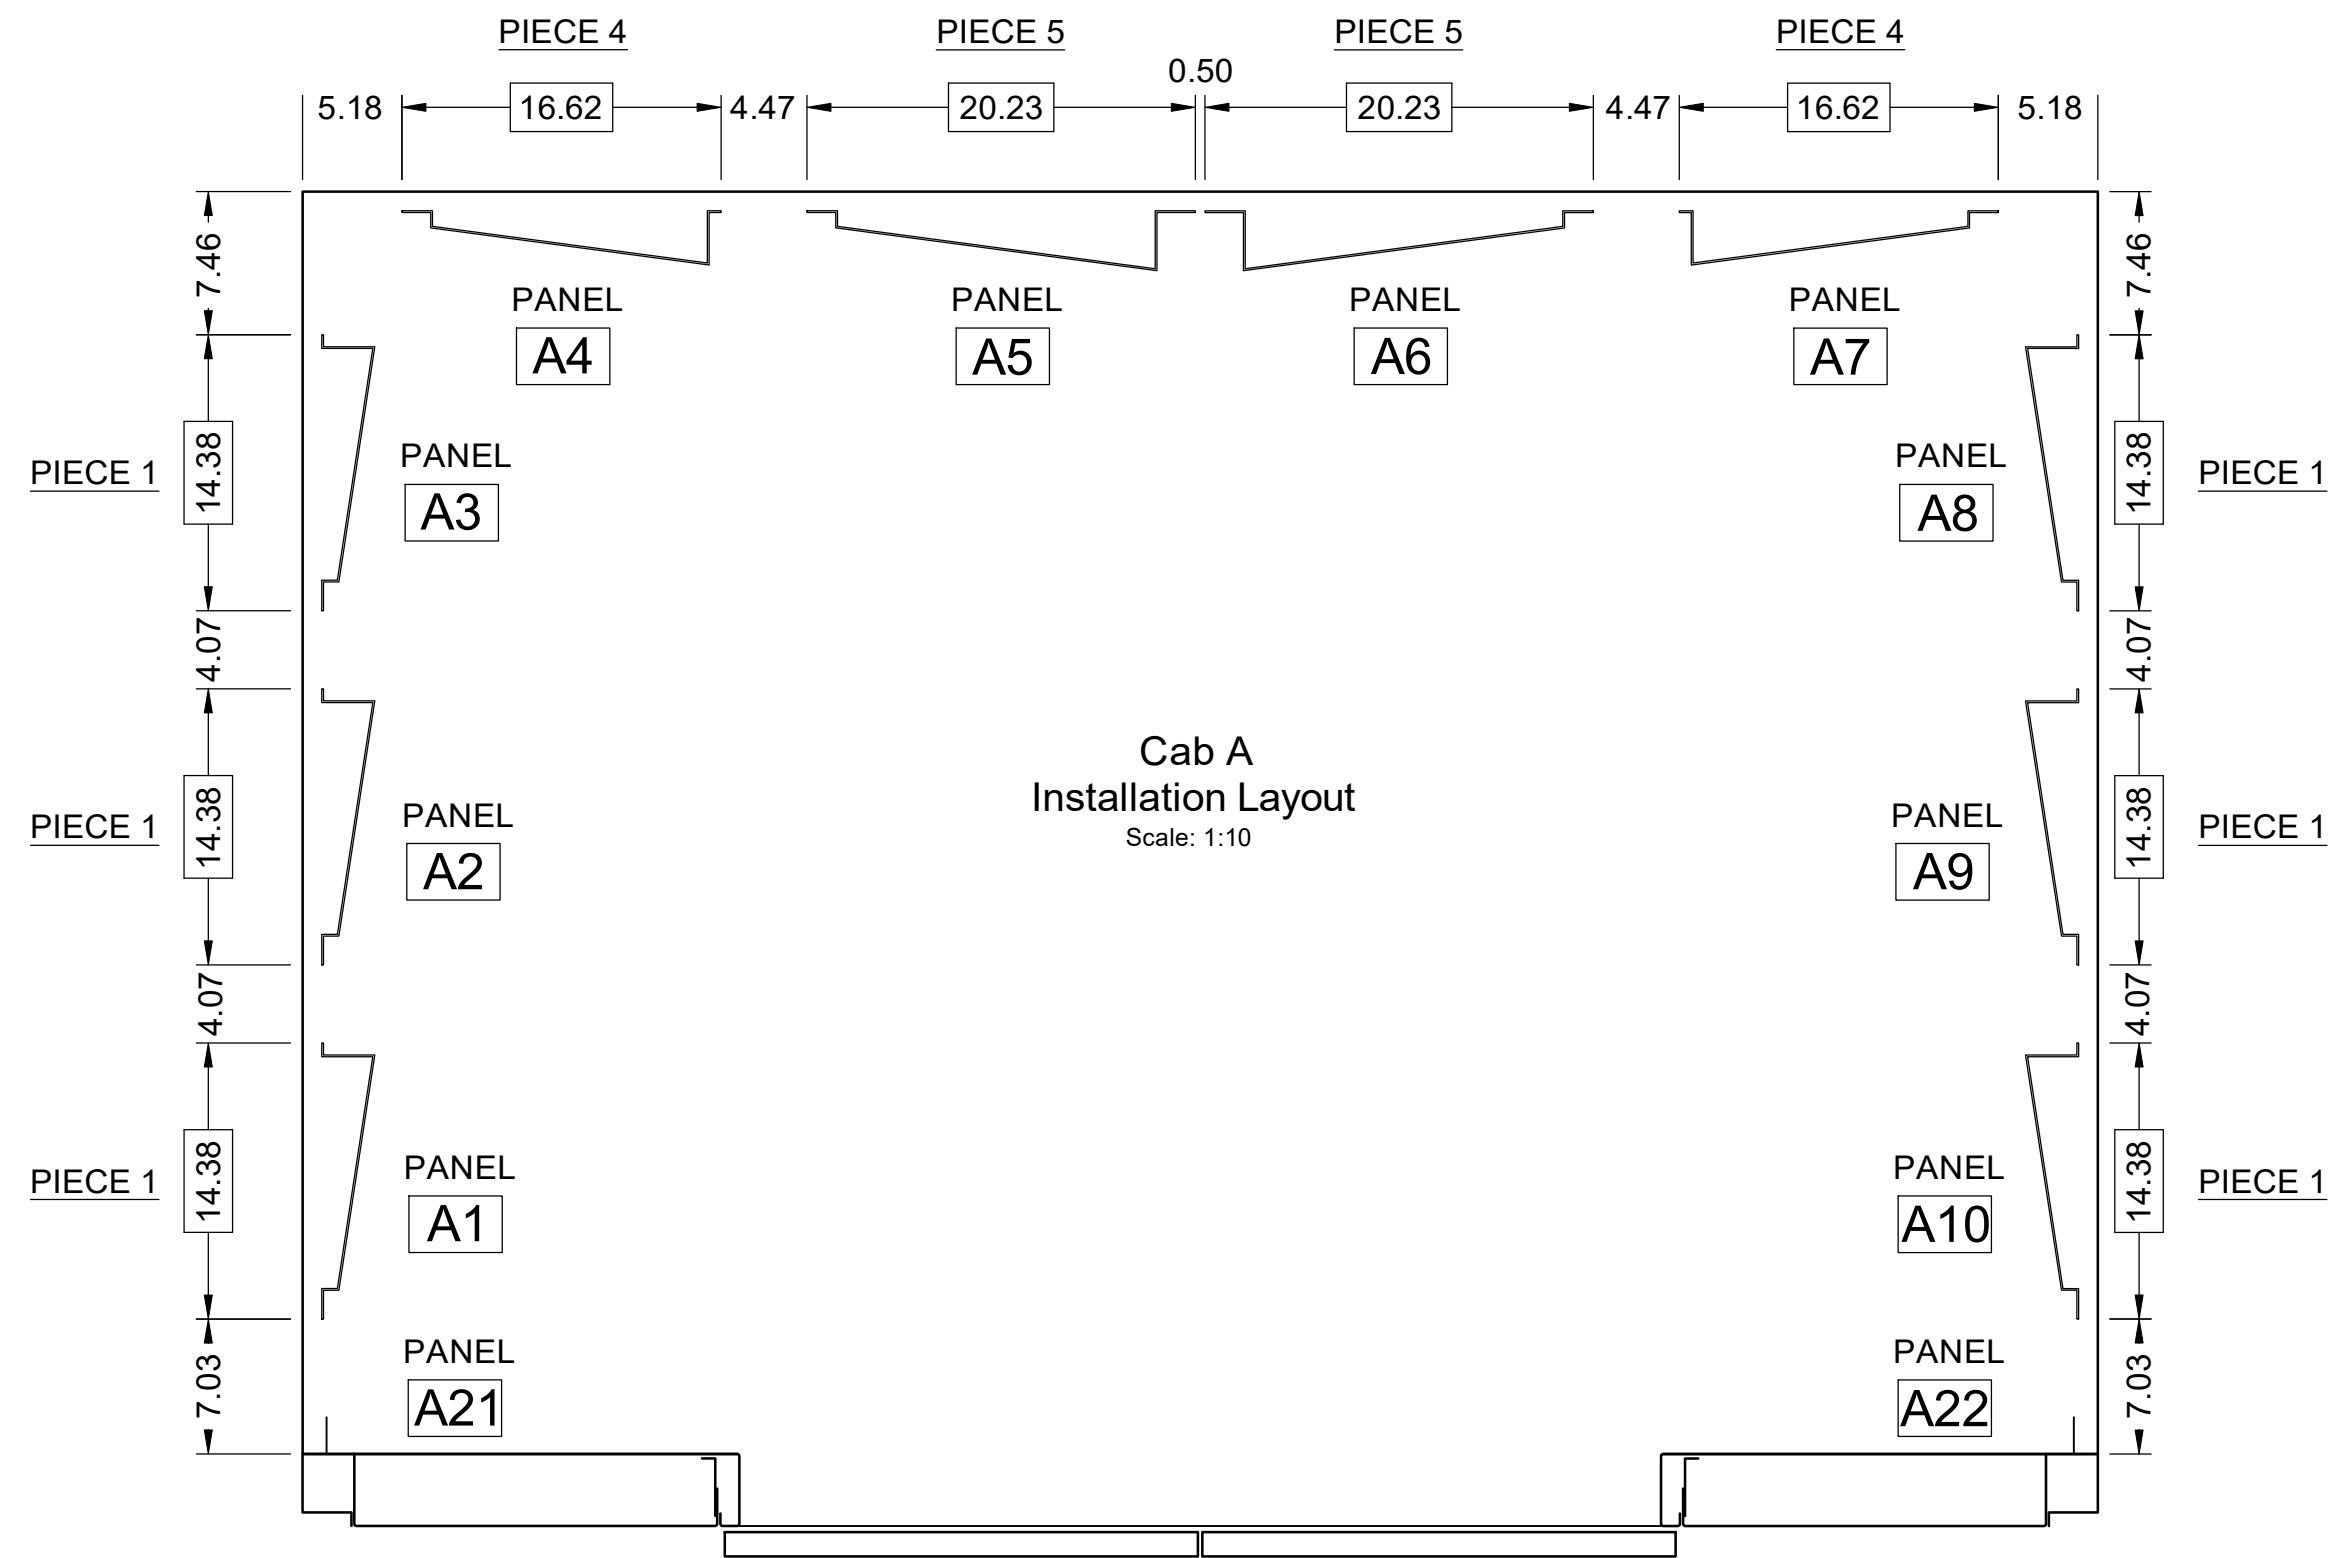 PIECE 4 PIECE 5 PIECE 5 PIECE 4
0.50
5.18 16.62 4.47 20.23 20.23 4.47 16.62 5.18
7.46 7.46
PANEL PANEL PANEL PANEL
A4 A5 A6 A7
PANEL PANEL
PIECE 1 14.38 14.38 PIECE 1
A3 A8
4.07 4.07
Cab A
Installation Layout
Scale: 1:10
PANEL PANEL
PIECE 1 14.38 14.38 PIECE 1
A2 A9
4.07 4.07
PANEL PANEL
PIECE 1 14.38 14.38 PIECE 1
A1 A10
PANEL PANEL
7.03 7.03
A21 A22